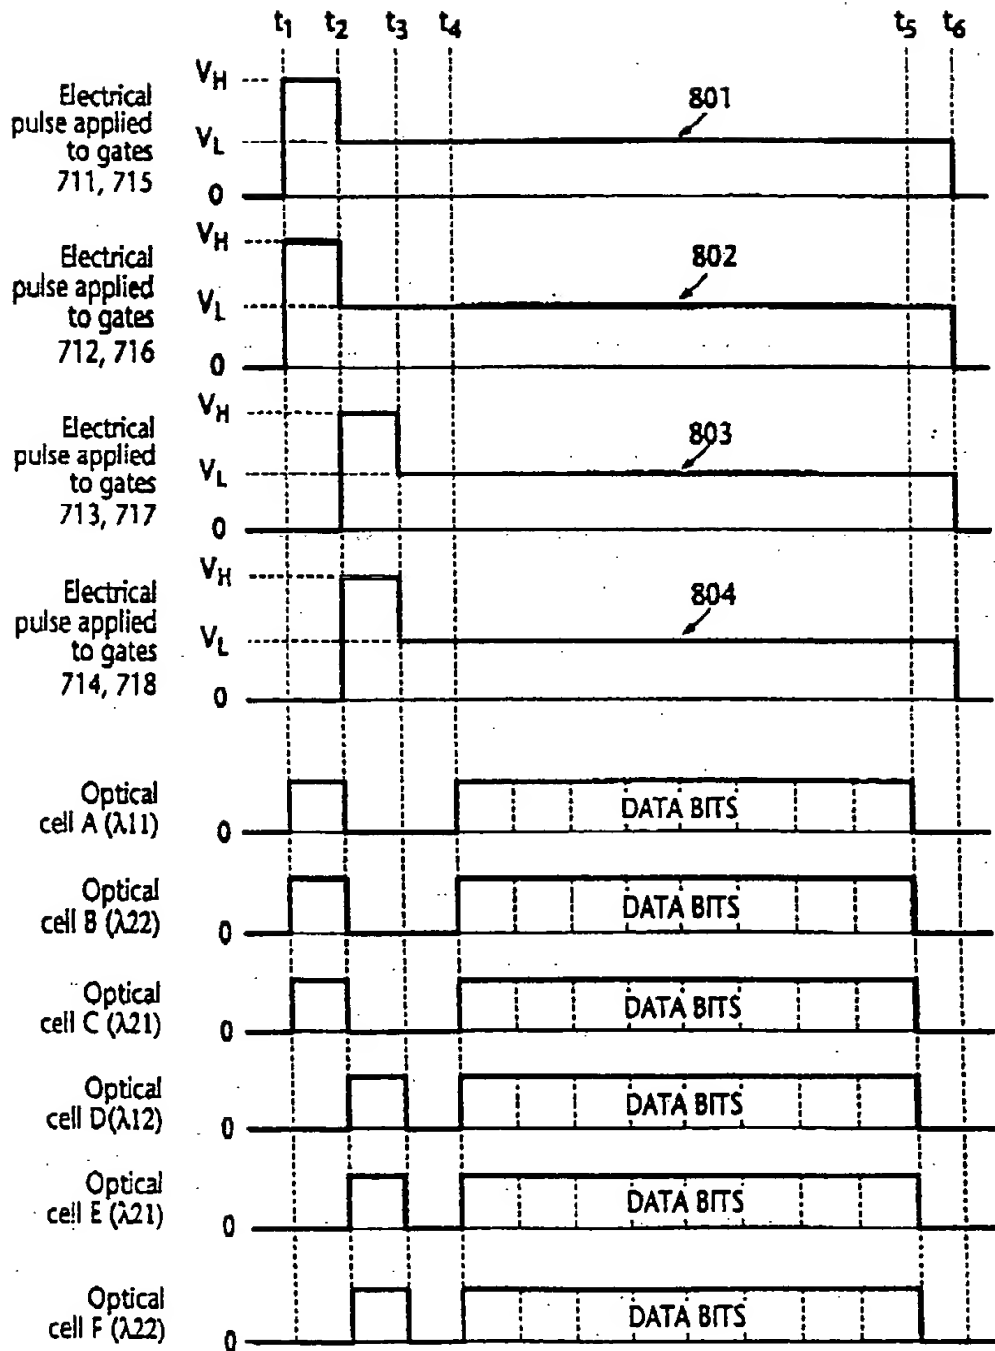 t1 t2 t3 t4 t5 t6
VH
Electrical
pulse applied
to gates
711, 715
801
VL
0
VH
Electrical
pulse applied
to gates
712, 716
802
VL
0
VH
Electrical
pulse applied
to gates
713, 717
803
VL
0
VH
Electrical
pulse applied
to gates
714, 718
804
VL
0
Optical
cell A (λ11)
0
DATA BITS
Optical
cell B (λ22)
0
DATA BITS
Optical
cell C (λ21)
0
DATA BITS
Optical
cell D(λ12)
0
DATA BITS
Optical
cell E (λ21)
0
DATA BITS
Optical
cell F (λ22)
0
DATA BITS